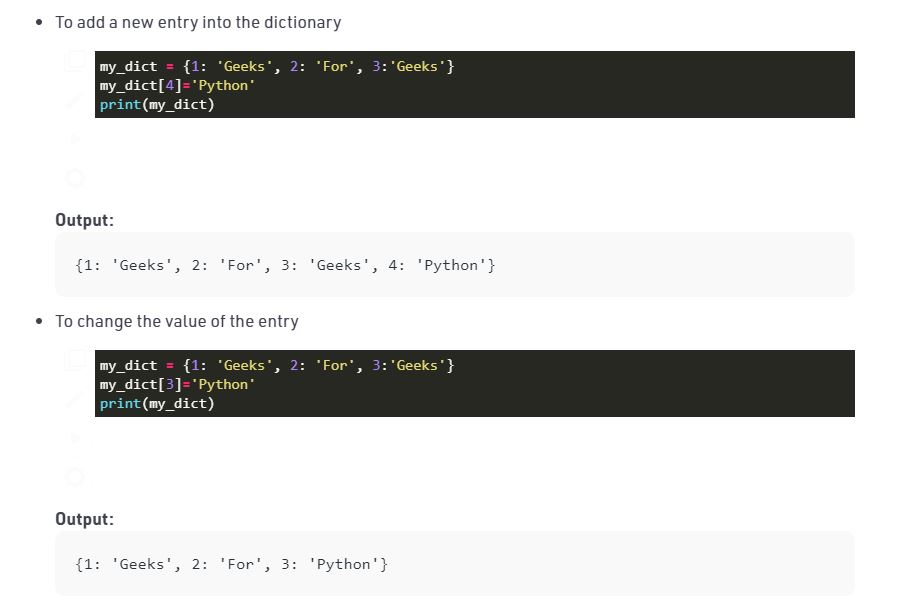 To add a new entry into the dictionary
my_dict = {1: 'Geeks', 2: 'For', 3:'Geeks'}
my_dict[4]='Python'
print(my_dict)
Output:
{1: 'Geeks', 2: 'For', 3: 'Geeks', 4: 'Python'}
To change the value of the entry
my_dict = {1: 'Geeks', 2: 'For', 3:'Geeks'}
my_dict[3]='Python'
print(my_dict)
Output:
{1: 'Geeks', 2: 'For', 3: 'Python'}